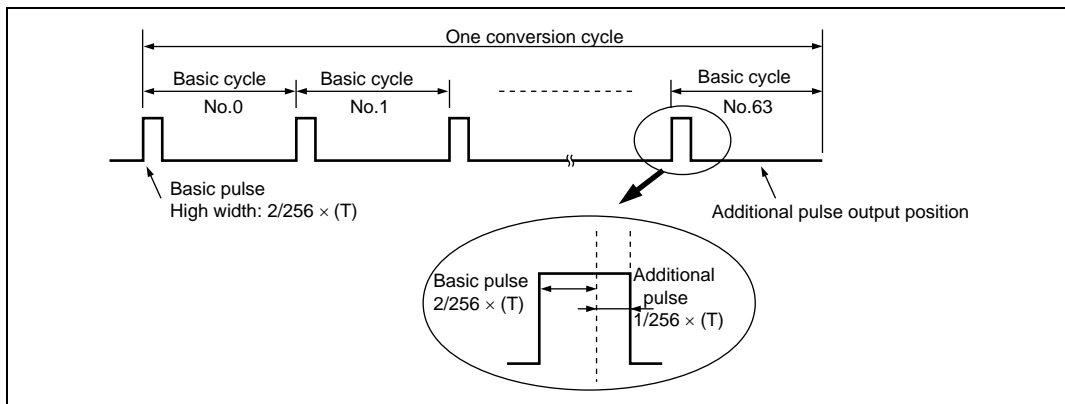 One conversion cycle
Basic cycle
No.0
Basic cycle
No.1
Basic cycle
No.63
Basic pulse
High width: 2/256 × (T)
Additional pulse output position
Basic pulse
2/256 × (T)
Additional
pulse
1/256 × (T)